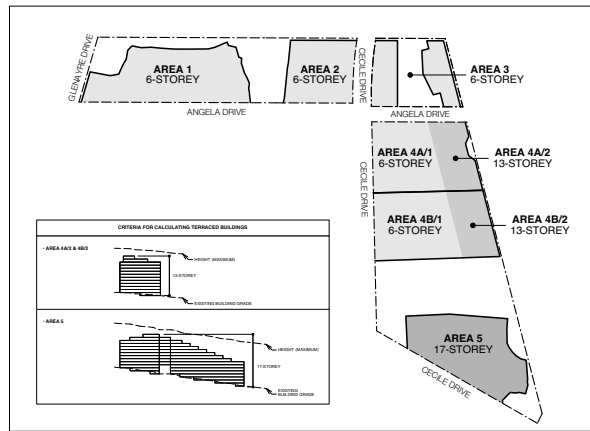 GLENAYRE DRIVE
AREA 1
6-STOREY
AREA 2
6-STOREY
CECILE DRIVE
AREA 3
6-STOREY
ANGELA DRIVE
ANGELA DRIVE
CECILE DRIVE
AREA 4A/1
6-STOREY
AREA 4A/2
13-STOREY
AREA 4B/1
6-STOREY
AREA 4B/2
13-STOREY
AREA 5
17-STOREY
CECILE DRIVE
CRITERIA FOR CALCULATING TERRACED BUILDINGS
- AREA 4A/2 & 4B/2
HEIGHT (MAXIMUM)
13-STOREY
EXISTING BUILDING GRADE
- AREA 5
HEIGHT (MAXIMUM)
17-STOREY
EXISTING
BUILDING GRADE